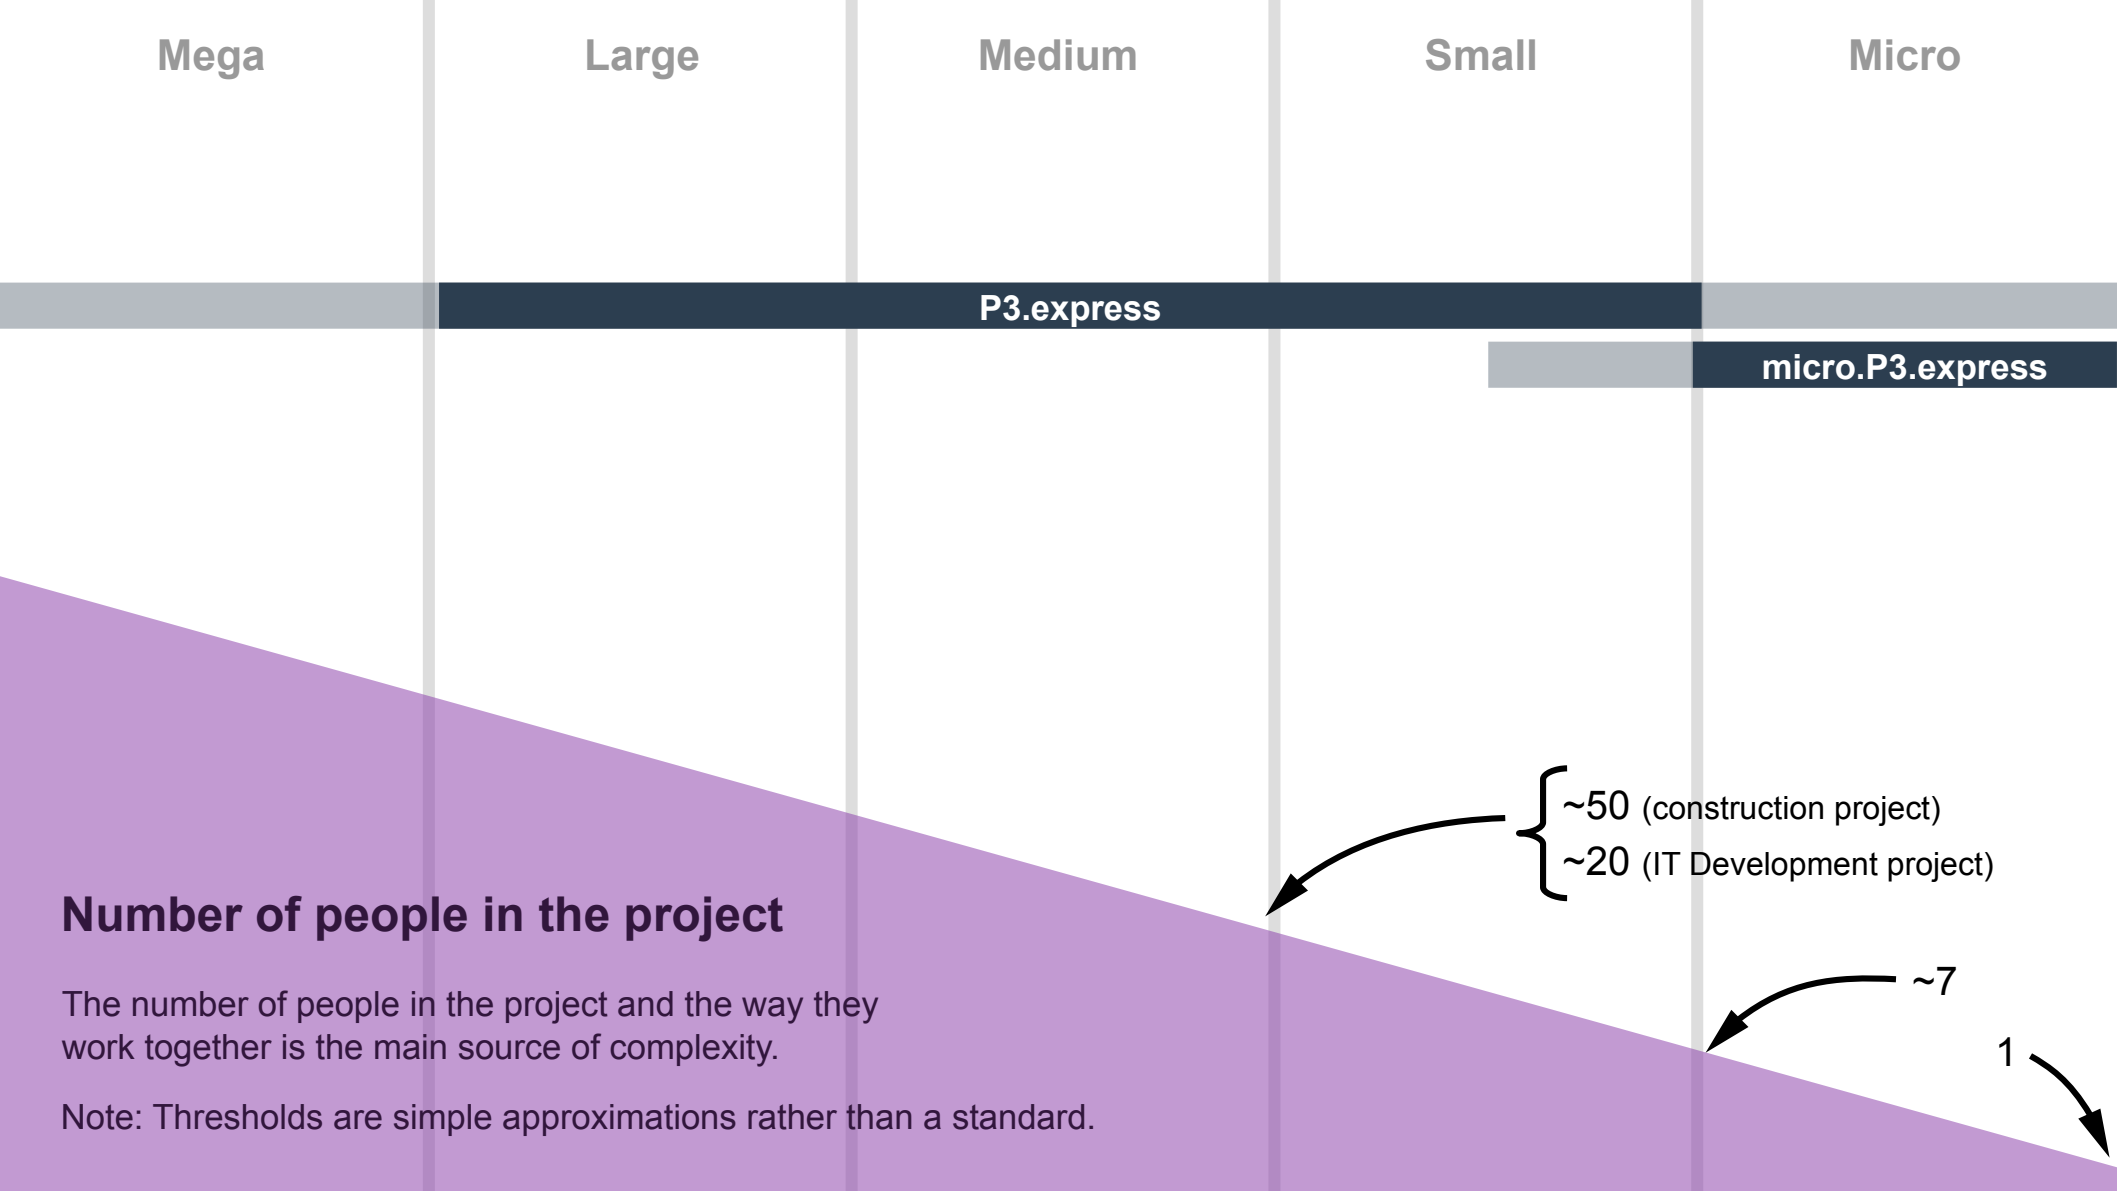 Mega
Large
Medium
Small
Micro
P3.express
micro.P3.express
~50 (construction project)
~20 (IT Development project)
Number of people in the project
~7
The number of people in the project and the way they
work together is the main source of complexity.
1
Note: Thresholds are simple approximations rather than a standard.